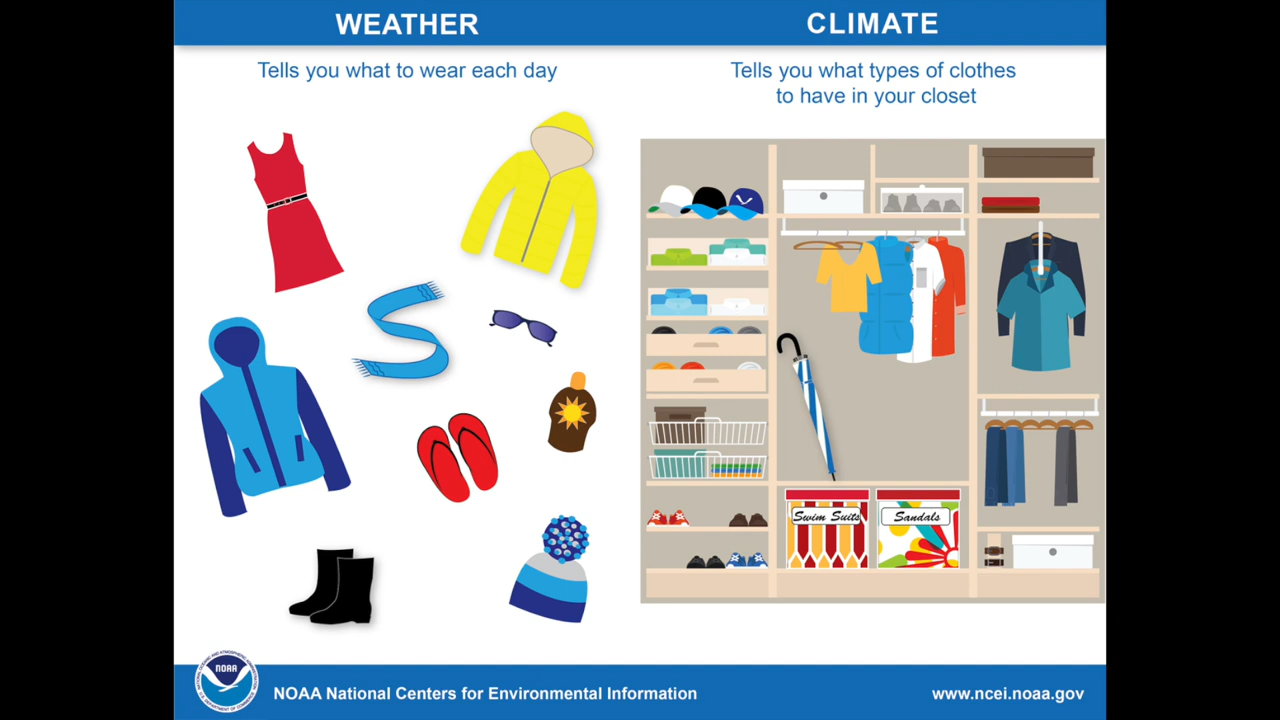 WEATHER
Tells you what to wear each day
CLIMATE
Tells you what types of clothes
to have in your closet
Swim Suits
Sandals
NOAA
NOAA National Centers for Environmental Information
www.ncei.noaa.gov